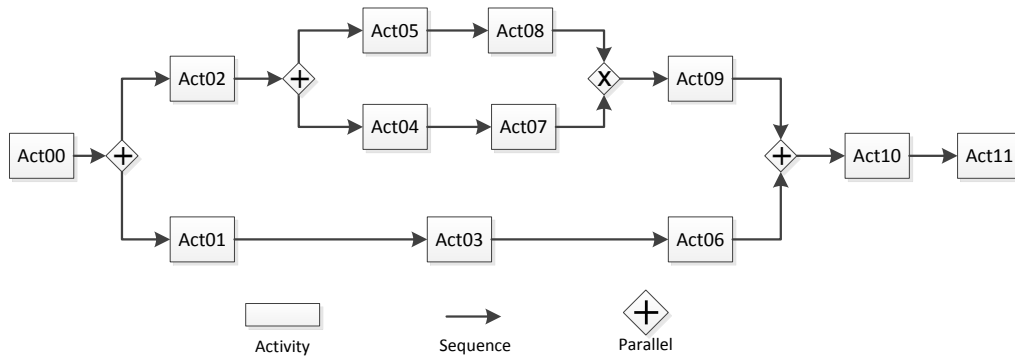 Act05
Act08
Act02
Act09
Act04
Act07
Act00
Act10
Act11
Act01
Act03
Act06
Activity
Sequence
Parallel